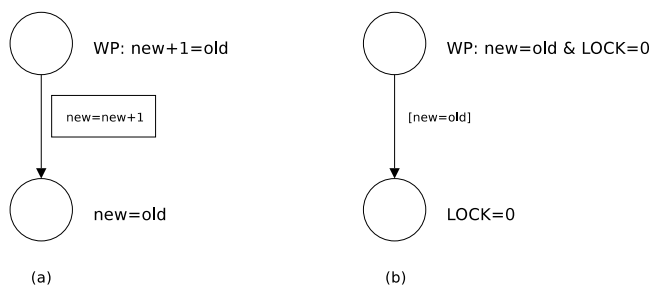 WP: new+1=old
WP: new=old & LOCK=0
new=new+1
[new=old]
new=old
LOCK=0
(a)
(b)